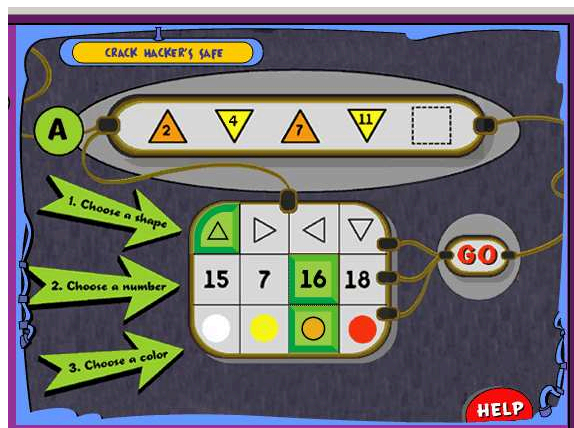 CRACK HACKER'S SAFE
A
2 4 7 11
1. Choose a shape
2. Choose a number
3. Choose a color
15 7 16 18
GO
HELP